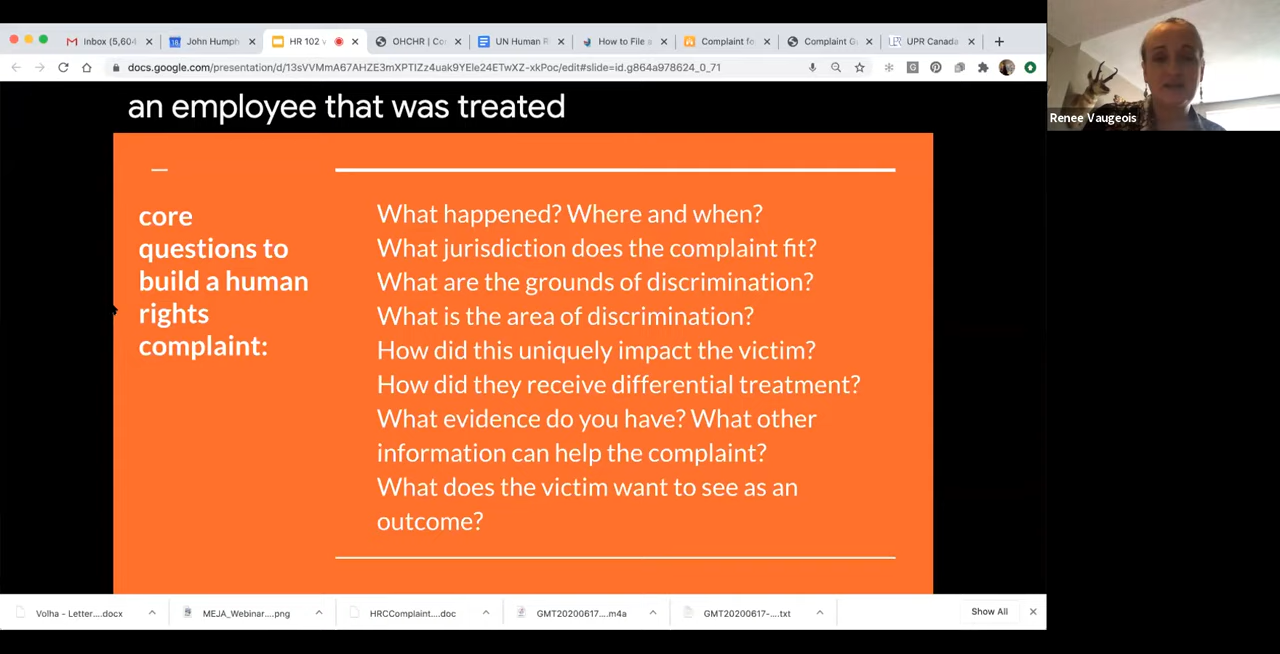 Inbox (5,604
John Humph
HR 102 v
OHCHR | Co
UN Human R
How to File a
Complaint fo
Complaint G
UPR Canada
docs.google.com/presentation/d/13sVVMmA67AHZE3mXPTIZz4uak9YEle24ETwXZ-xkPoc/edit#slide=id.g864a978624_0_71
Renee Vaugeois
an employee that was treated
core
questions to
build a human
rights
complaint:
What happened? Where and when?
What jurisdiction does the complaint fit?
What are the grounds of discrimination?
What is the area of discrimination?
How did this uniquely impact the victim?
How did they receive differential treatment?
What evidence do you have? What other
information can help the complaint?
What does the victim want to see as an
outcome?
Volha - Letter....docx
MEJA_Webinar....png
HRCComplaint....doc
GMT20200617....m4a
GMT20200617-....txt
Show All